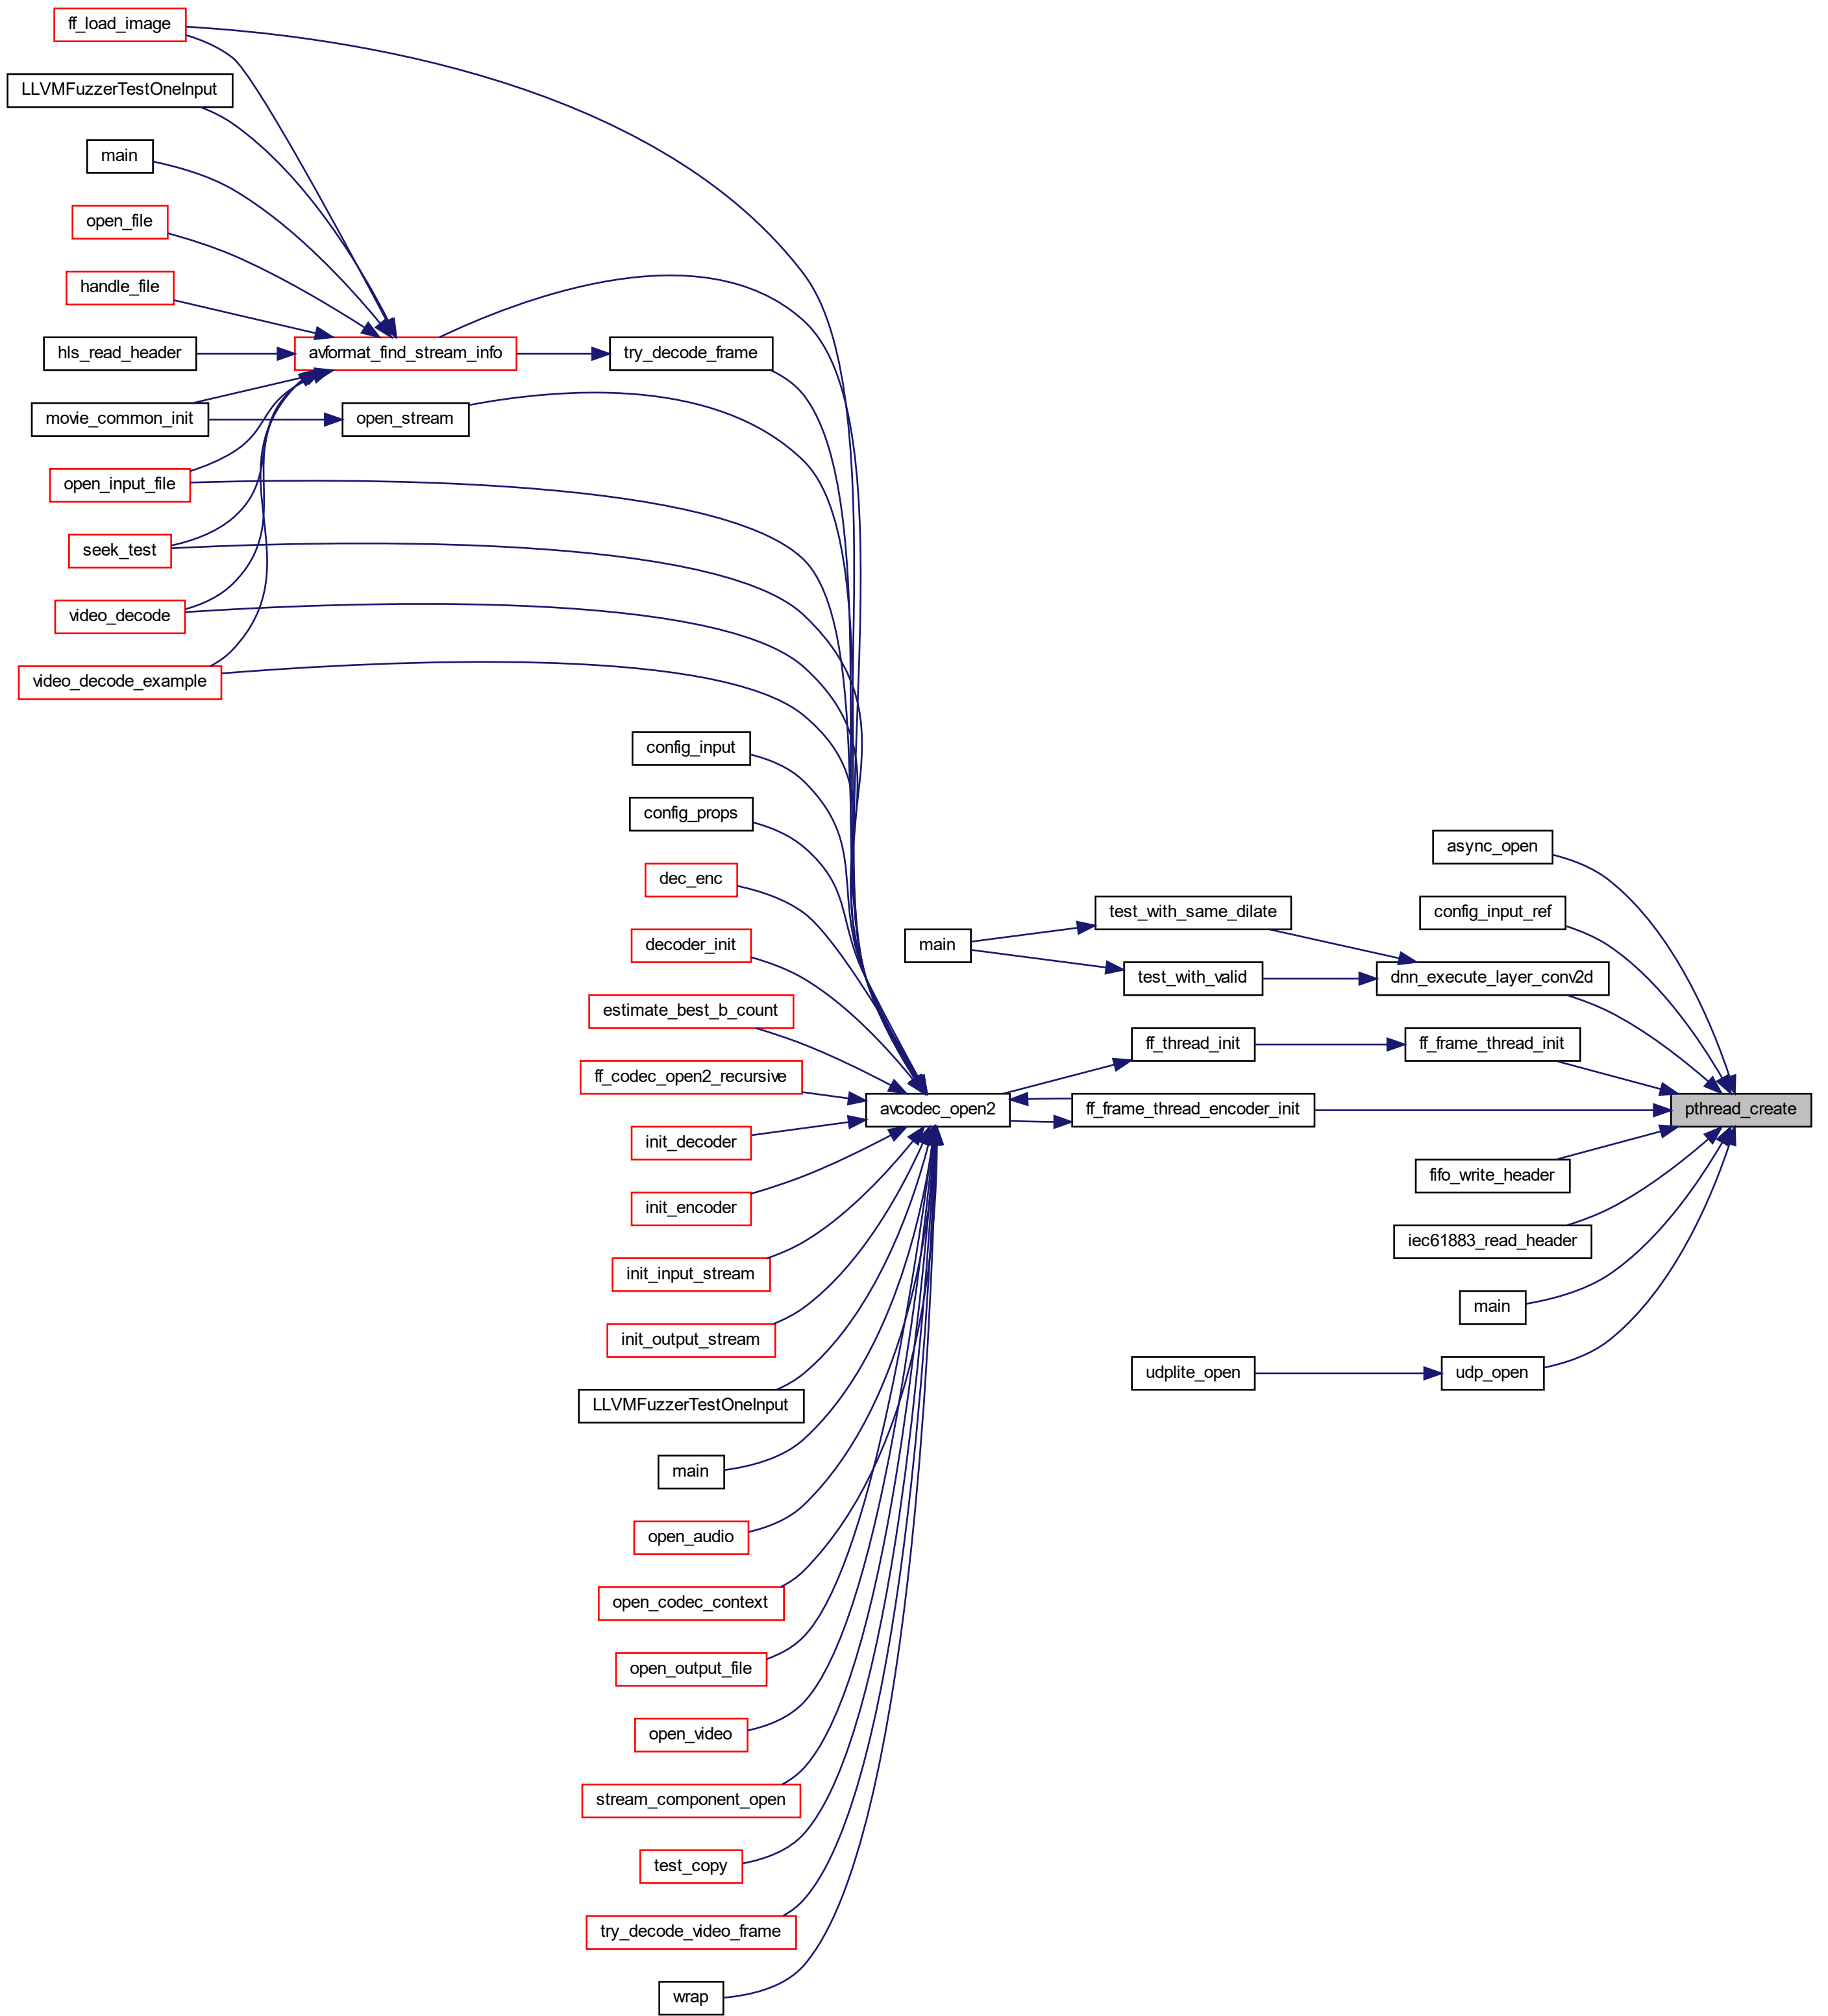 ff_load_image
LLVMFuzzerTestOneInput
main
open_file
handle_file
hls_read_header
avformat_find_stream_info
try_decode_frame
movie_common_init
open_stream
open_input_file
seek_test
video_decode
video_decode_example
config_input
config_props
dec_enc
decoder_init
estimate_best_b_count
ff_codec_open2_recursive
init_decoder
init_encoder
init_input_stream
init_output_stream
LLVMFuzzerTestOneInput
main
open_audio
open_codec_context
open_output_file
open_video
stream_component_open
test_copy
try_decode_video_frame
wrap
avcodec_open2
main
test_with_same_dilate
test_with_valid
ff_thread_init
ff_frame_thread_encoder_init
udplite_open
async_open
config_input_ref
dnn_execute_layer_conv2d
ff_frame_thread_init
fifo_write_header
iec61883_read_header
main
udp_open
pthread_create